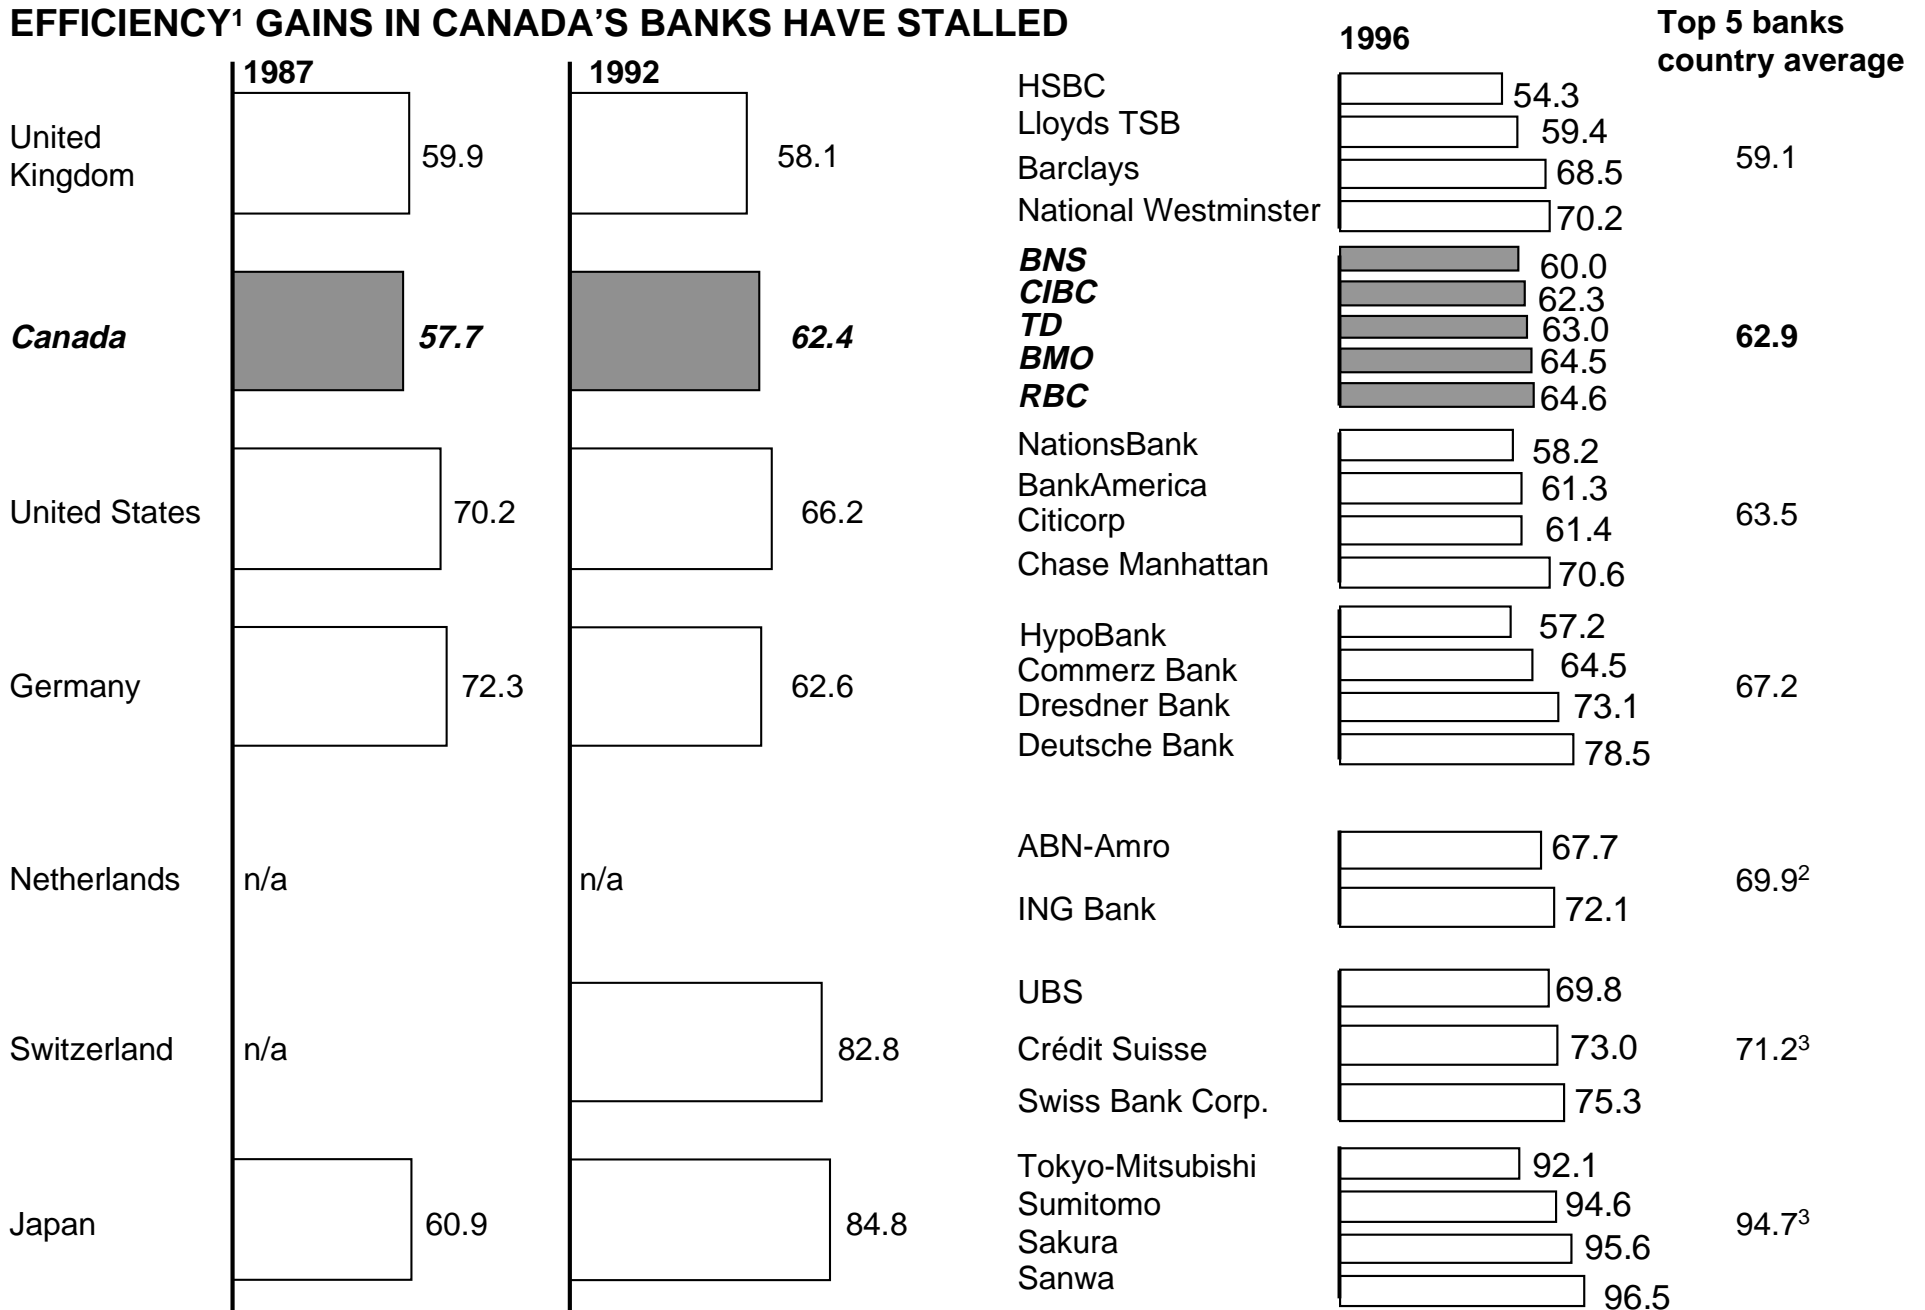 EFFICIENCY¹ GAINS IN CANADA'S BANKS HAVE STALLED
1987
1992
1996
Top 5 banks
country average
United
Kingdom
59.9
58.1
HSBC 54.3
Lloyds TSB 59.4
Barclays 68.5
National Westminster 70.2
59.1
Canada
57.7
62.4
BNS 60.0
CIBC 62.3
TD 63.0
BMO 64.5
RBC 64.6
62.9
United States
70.2
66.2
NationsBank 58.2
BankAmerica 61.3
Citicorp 61.4
Chase Manhattan 70.6
63.5
Germany
72.3
62.6
HypoBank 57.2
Commerz Bank 64.5
Dresdner Bank 73.1
Deutsche Bank 78.5
67.2
Netherlands
n/a
n/a
ABN-Amro 67.7
ING Bank 72.1
69.9²
Switzerland
n/a
82.8
UBS 69.8
Crédit Suisse 73.0
Swiss Bank Corp. 75.3
71.2³
Japan
60.9
84.8
Tokyo-Mitsubishi 92.1
Sumitomo 94.6
Sakura 95.6
Sanwa 96.5
94.7³